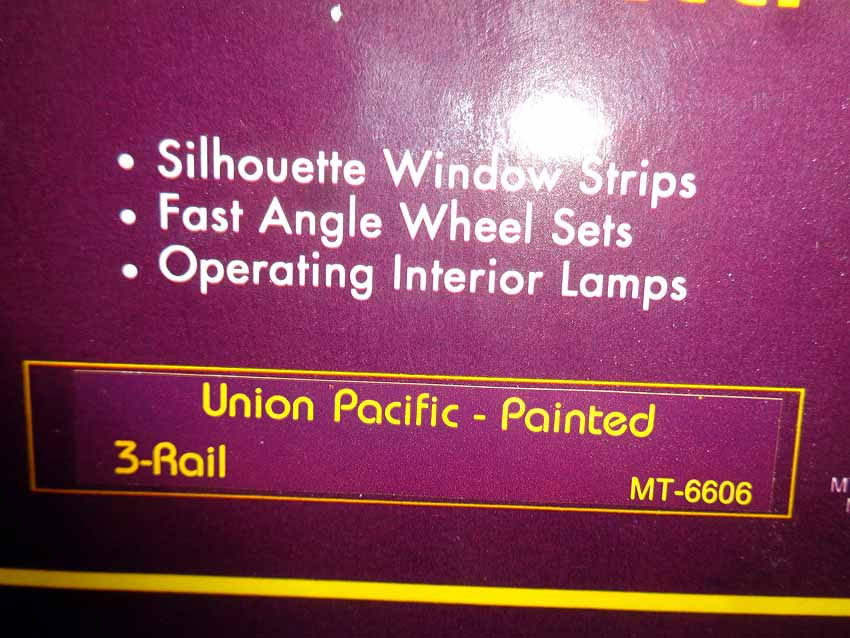 • Silhouette Window Strips
• Fast Angle Wheel Sets
• Operating Interior Lamps
Union Pacific - Painted
3-Rail
MT-6606